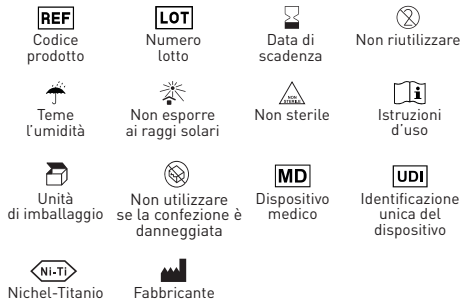 REF
Codice
prodotto
LOT
Numero
lotto
Data di
scadenza
2
Non riutilizzare
Teme
l'umidità
Non esporre
ai raggi solari
NON
STERILE
Non sterile
i
Istruzioni
d'uso
Unità
di imballaggio
Non utilizzare
se la confezione è
danneggiata
MD
Dispositivo
medico
UDI
Identificazione
unica del
dispositivo
Ni-Ti
Nichel-Titanio
Fabbricante